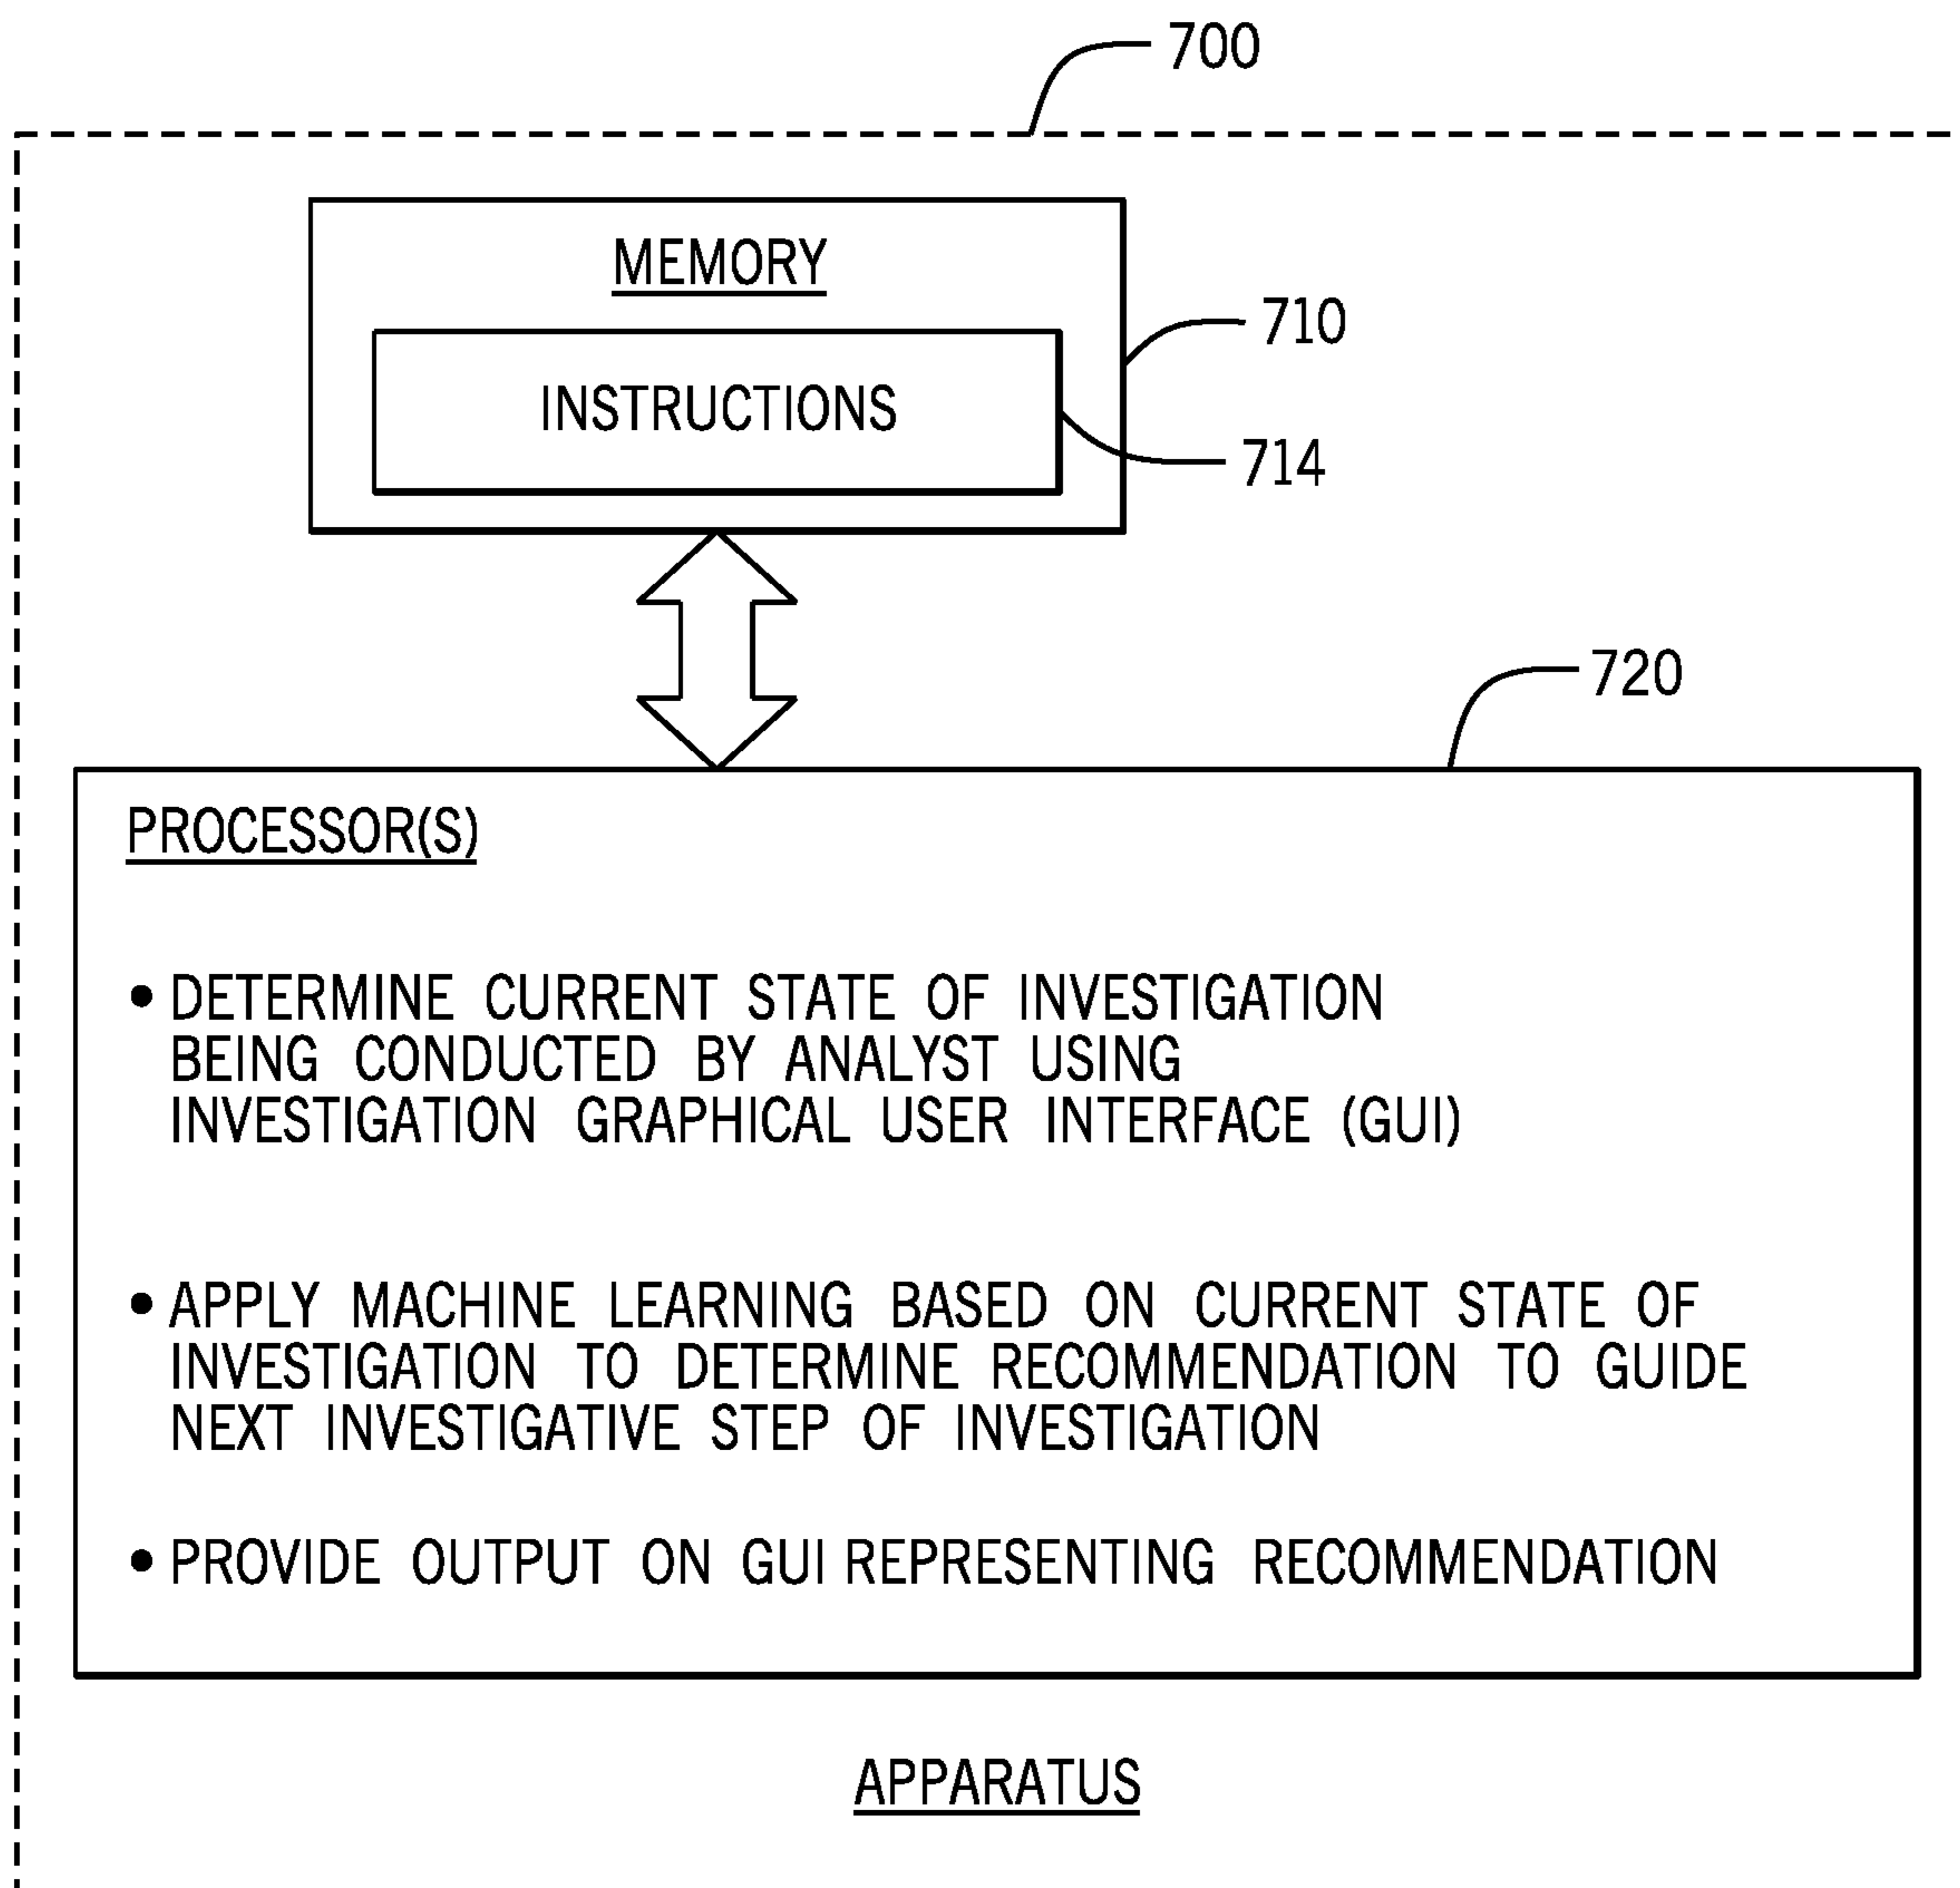 700
MEMORY
710
INSTRUCTIONS
714
720
PROCESSOR(S)
• DETERMINE CURRENT STATE OF INVESTIGATION
BEING CONDUCTED BY ANALYST USING
INVESTIGATION GRAPHICAL USER INTERFACE (GUI)
• APPLY MACHINE LEARNING BASED ON CURRENT STATE OF
INVESTIGATION TO DETERMINE RECOMMENDATION TO GUIDE
NEXT INVESTIGATIVE STEP OF INVESTIGATION
• PROVIDE OUTPUT ON GUI REPRESENTING RECOMMENDATION
APPARATUS